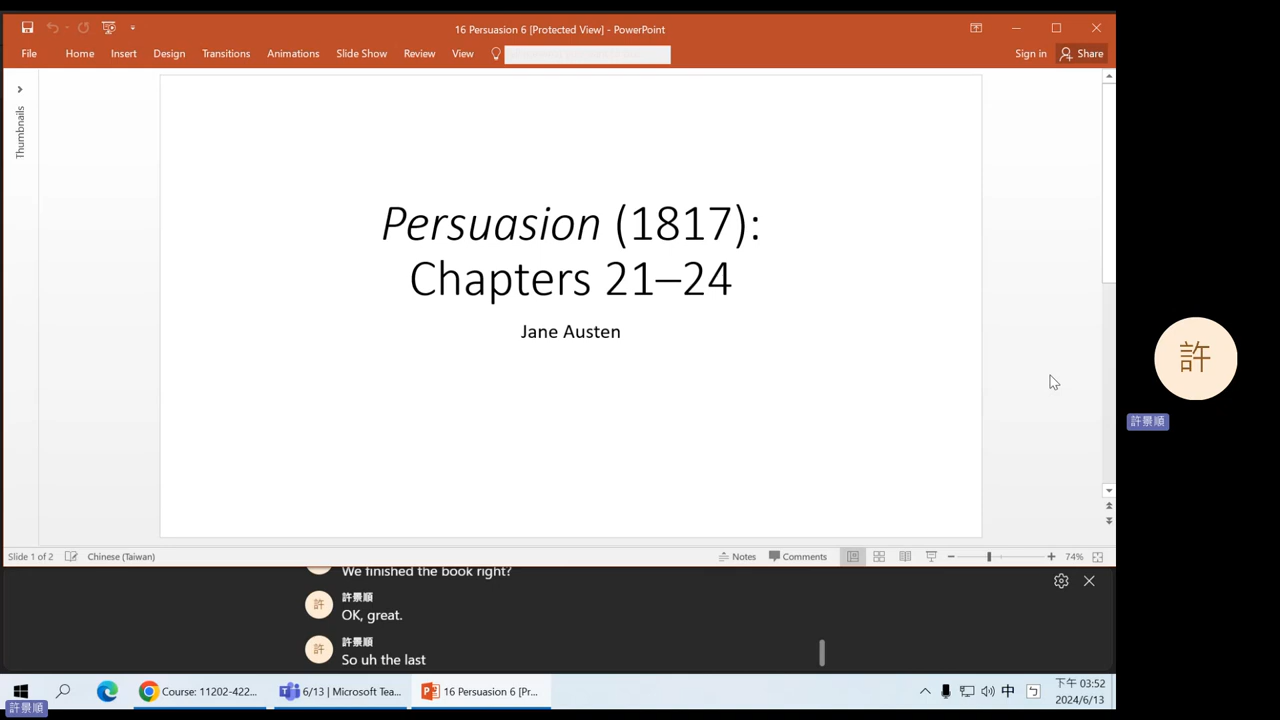 16 Persuasion 6 [Protected View] - PowerPoint
File Home Insert Design Transitions Animations Slide Show Review View
Sign in Share
Thumbnails
Persuasion (1817):
Chapters 21–24
Jane Austen
許
許景順
Slide 1 of 2 Chinese (Taiwan) Notes Comments 74%
We finished the book right?
許 許景順
OK, great.
許 許景順
So uh the last
Course: 11202-422... 6/13 | Microsoft Tea... 16 Persuasion 6 [Pr... 中 ㄅ 下午 03:52
2024/6/13
許景順